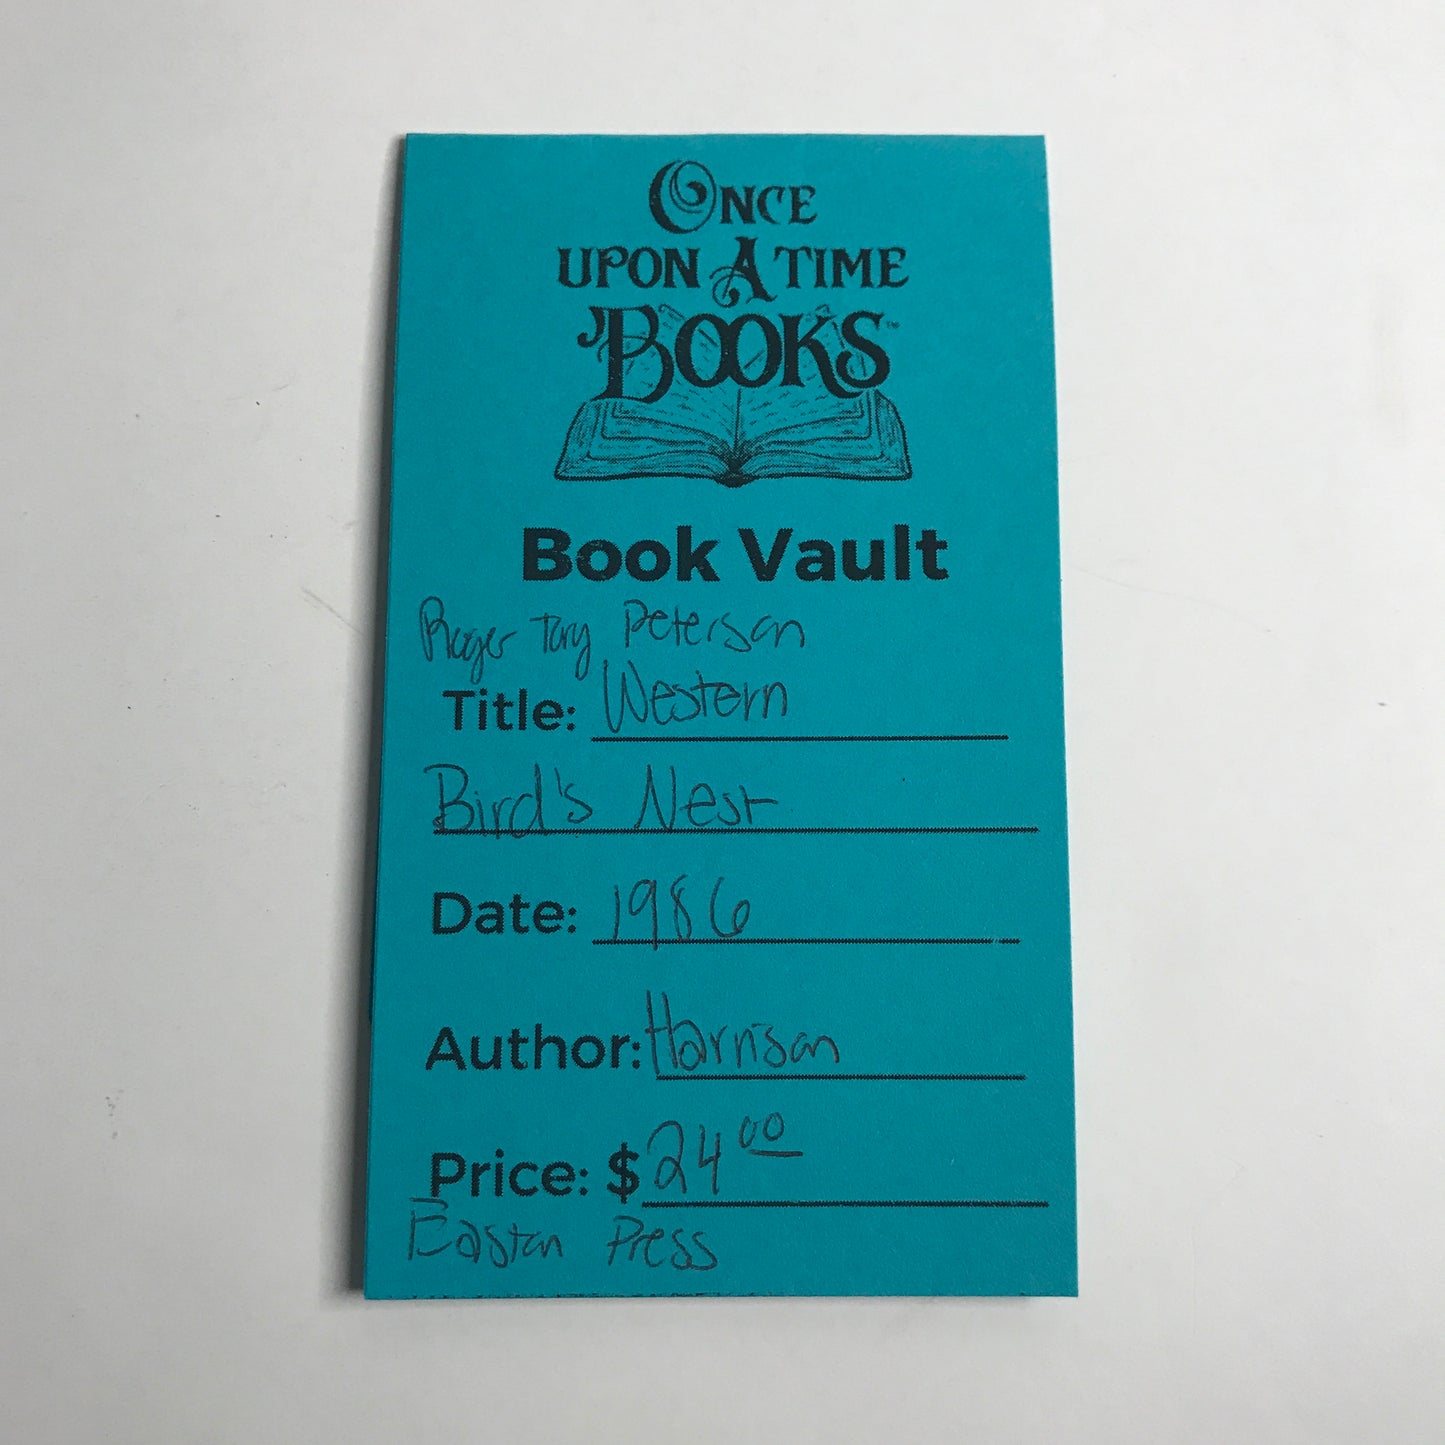 ONCE
UPON A TIME
BOOKS™
Book Vault
Roger Tory Peterson
Title: Western
Bird's Nest
Date: 1986
Author: Harrison
Price: $24 00
Easton Press